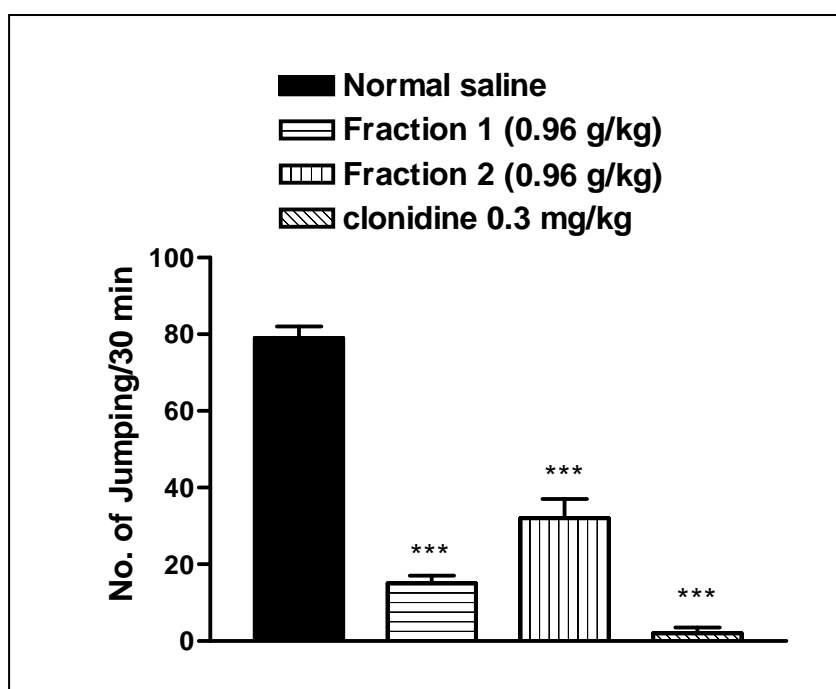 Normal saline
Fraction 1 (0.96 g/kg)
Fraction 2 (0.96 g/kg)
clonidine 0.3 mg/kg
No. of Jumping/30 min
100
80
60
40
20
0
***
***
***